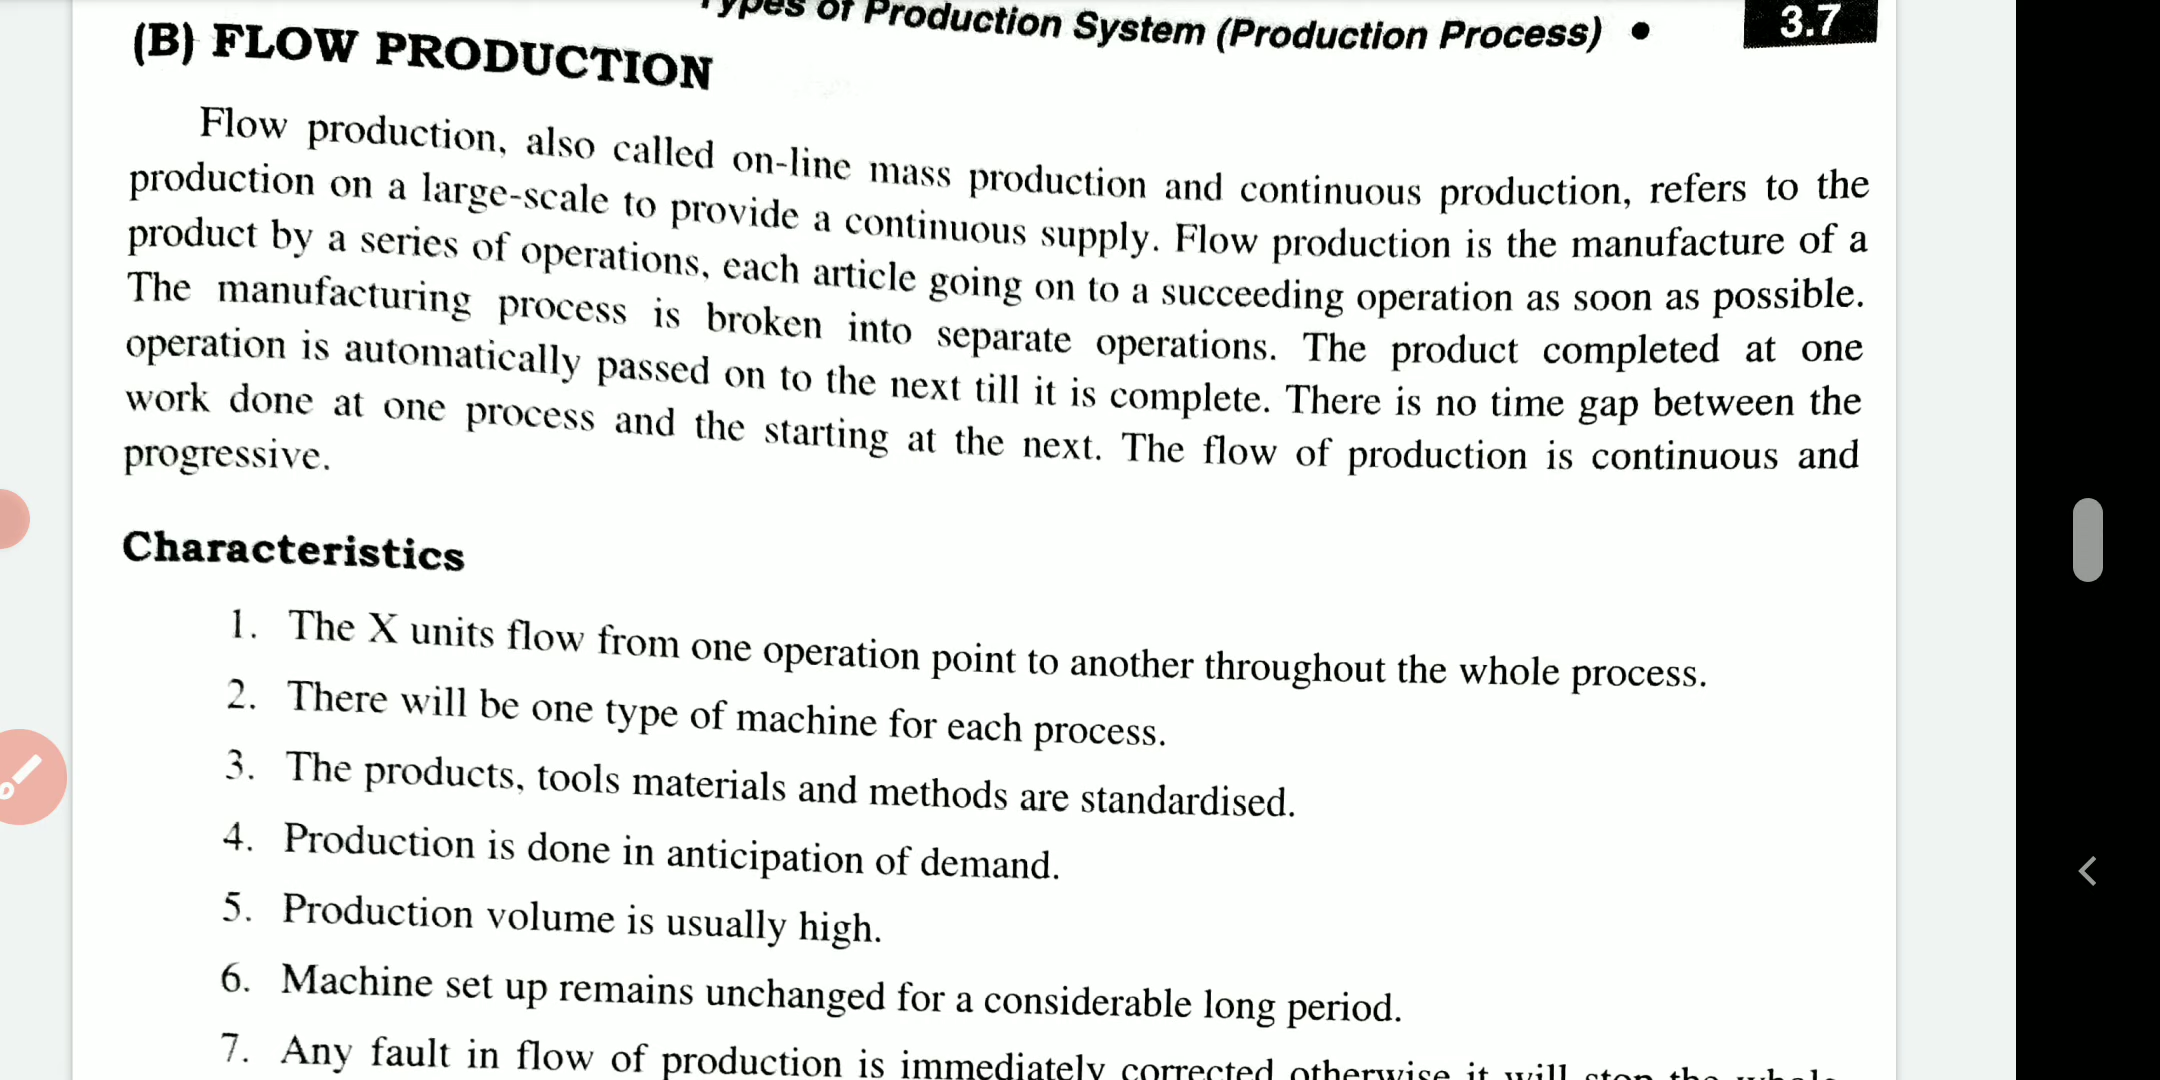 Types of Production System (Production Process) • 3.7
(B) FLOW PRODUCTION
Flow production, also called on-line mass production and continuous production, refers to the
production on a large-scale to provide a continuous supply. Flow production is the manufacture of a
product by a series of operations, each article going on to a succeeding operation as soon as possible.
The manufacturing process is broken into separate operations. The product completed at one
operation is automatically passed on to the next till it is complete. There is no time gap between the
work done at one process and the starting at the next. The flow of production is continuous and
progressive.
Characteristics
1. The X units flow from one operation point to another throughout the whole process.
2. There will be one type of machine for each process.
3. The products, tools materials and methods are standardised.
4. Production is done in anticipation of demand.
5. Production volume is usually high.
6. Machine set up remains unchanged for a considerable long period.
7. Any fault in flow of production is immediately corrected otherwise it will stop the whole